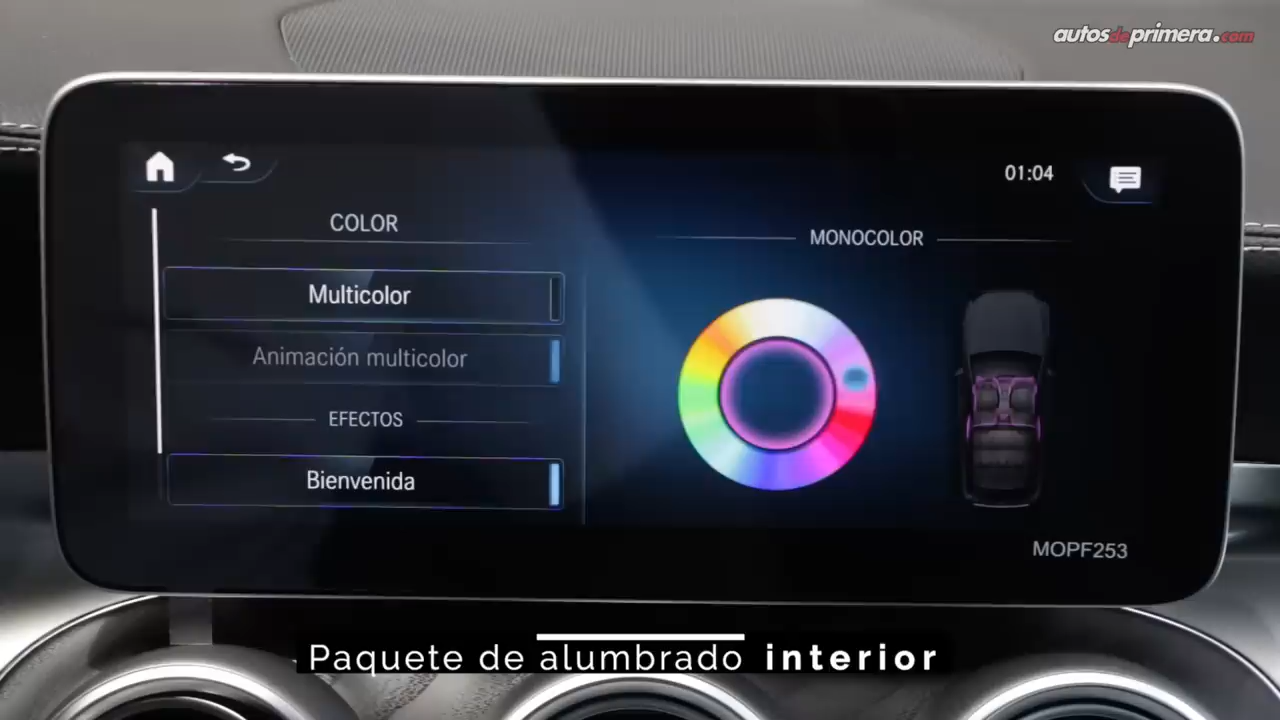 autosdeprimera.com
01:04
COLOR
MONOCOLOR
Multicolor
Animación multicolor
EFECTOS
Bienvenida
MOPF253
Paquete de alumbrado interior